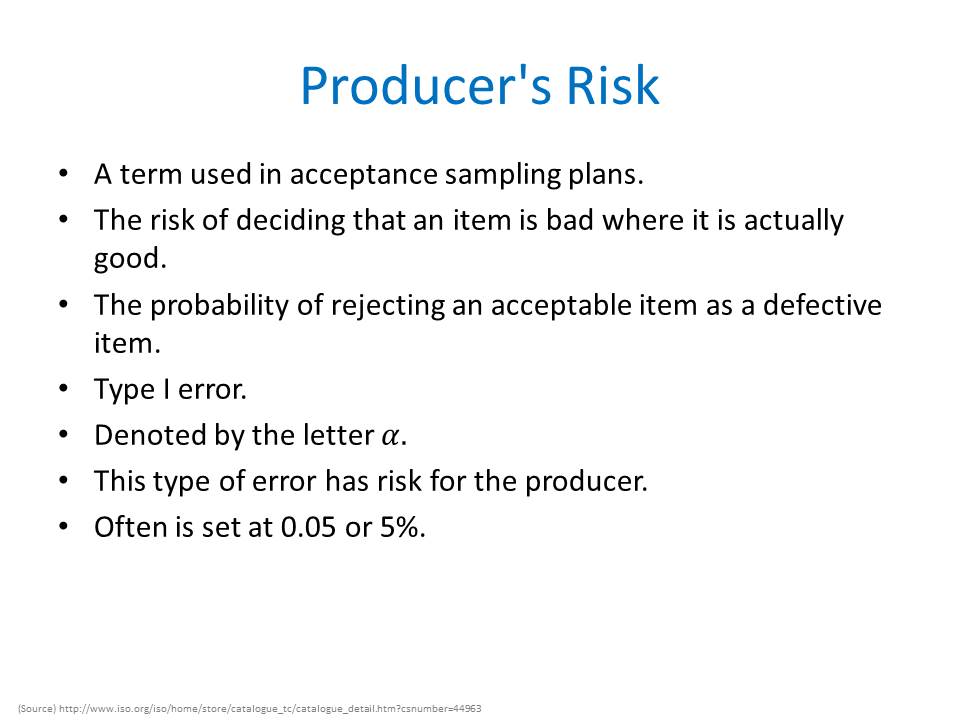 Producer's Risk
• A term used in acceptance sampling plans.
• The risk of deciding that an item is bad where it is actually
good.
• The probability of rejecting an acceptable item as a defective
item.
• Type I error.
• Denoted by the letter 𝛼.
• This type of error has risk for the producer.
• Often is set at 0.05 or 5%.
(Source) http://www.iso.org/iso/home/store/catalogue_tc/catalogue_detail.htm?csnumber=44963